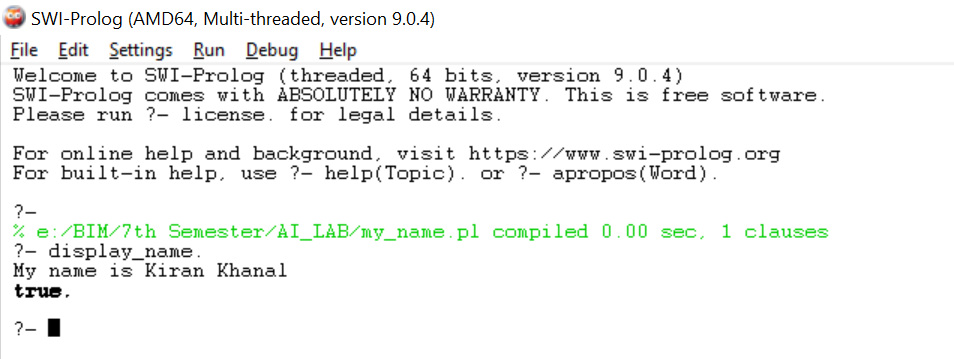 SWI-Prolog (AMD64, Multi-threaded, version 9.0.4)
File Edit Settings Run Debug Help
Welcome to SWI-Prolog (threaded, 64 bits, version 9.0.4)
SWI-Prolog comes with ABSOLUTELY NO WARRANTY. This is free software.
Please run ?- license. for legal details.

For online help and background, visit https://www.swi-prolog.org
For built-in help, use ?- help(Topic). or ?- apropos(Word).

?-
% e:/BIM/7th Semester/AI_LAB/my_name.pl compiled 0.00 sec, 1 clauses
?- display_name.
My name is Kiran Khanal
true.

?-